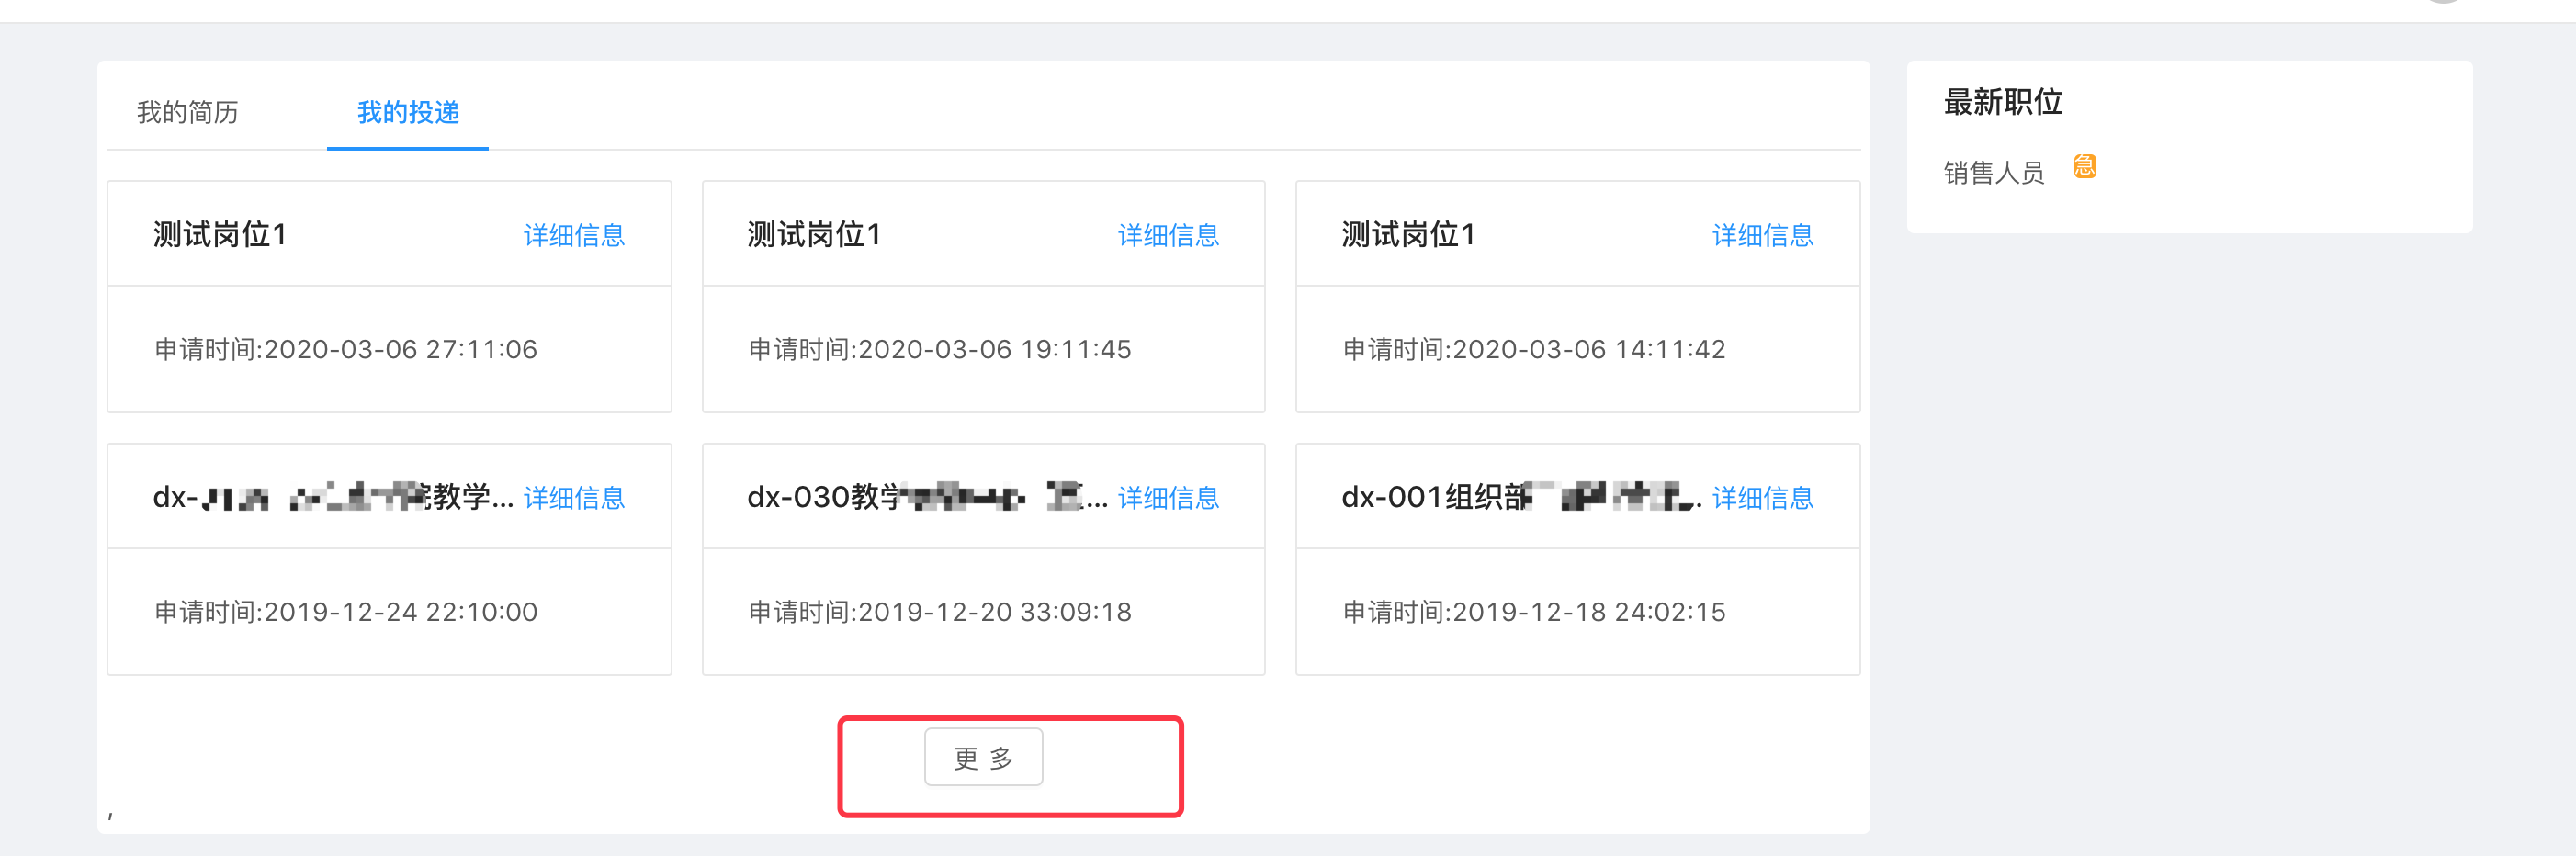 我的简历 我的投递
测试岗位1 详细信息
申请时间:2020-03-06 27:11:06
测试岗位1 详细信息
申请时间:2020-03-06 19:11:45
测试岗位1 详细信息
申请时间:2020-03-06 14:11:42
dx- 教学... 详细信息
申请时间:2019-12-24 22:10:00
dx-030教学 ... 详细信息
申请时间:2019-12-20 33:09:18
dx-001组织部 详细信息
申请时间:2019-12-18 24:02:15
更多
,
最新职位
销售人员 急